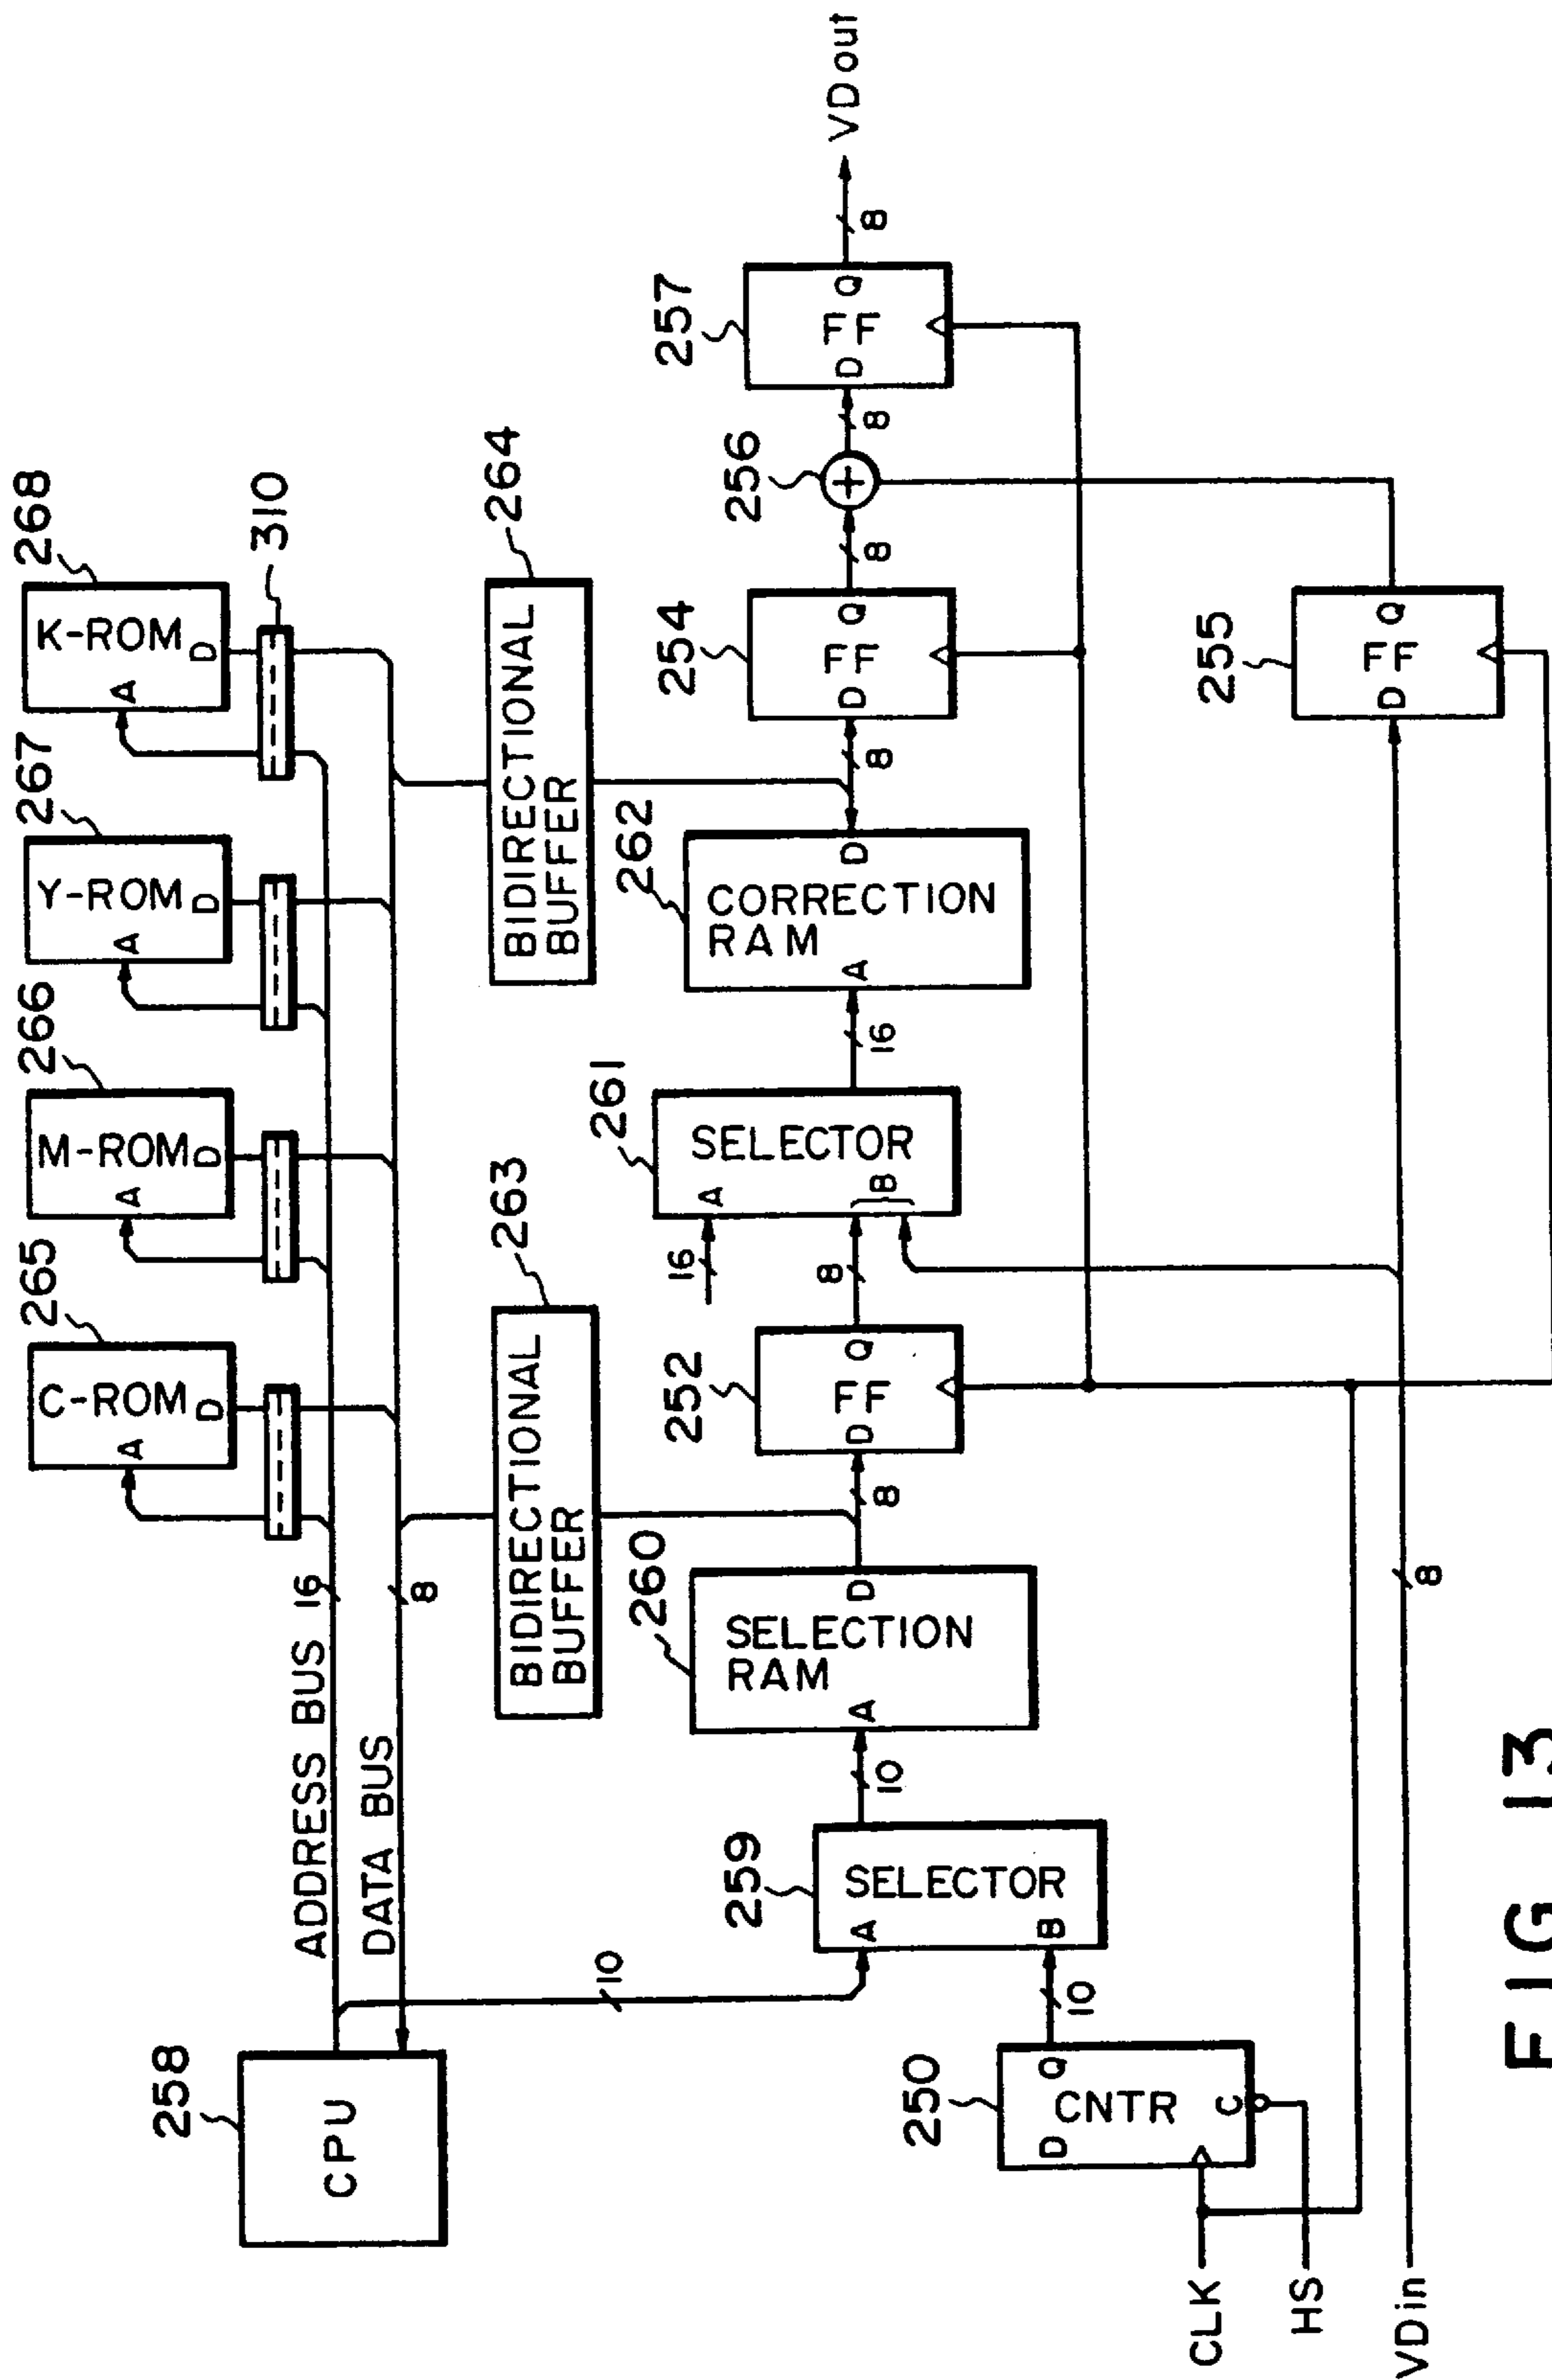 258
CPU
ADDRESS BUS 16
DATA BUS
8
265
C-ROM
A
D
266
M-ROM
A
D
267
Y-ROM
A
D
268
K-ROM
A
D
310
263
BIDIRECTIONAL
BUFFER
264
BIDIRECTIONAL
BUFFER
10
259
A
SELECTOR
B
10
260
SELECTION
RAM
A
D
8
252
D
FF
Q
8
16
261
A
SELECTOR
B
16
262
CORRECTION
RAM
A
D
8
254
D
FF
Q
8
256
+
8
257
D
FF
Q
8
VDout
250
D
Q
CNTR
C
10
255
D
FF
Q
CLK
HS
VDin
8
FIG. 13